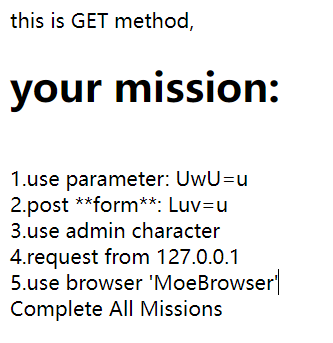 this is GET method,
your mission:
1.use parameter: UwU=u
2.post **form**: Luv=u
3.use admin character
4.request from 127.0.0.1
5.use browser 'MoeBrowser'
Complete All Missions